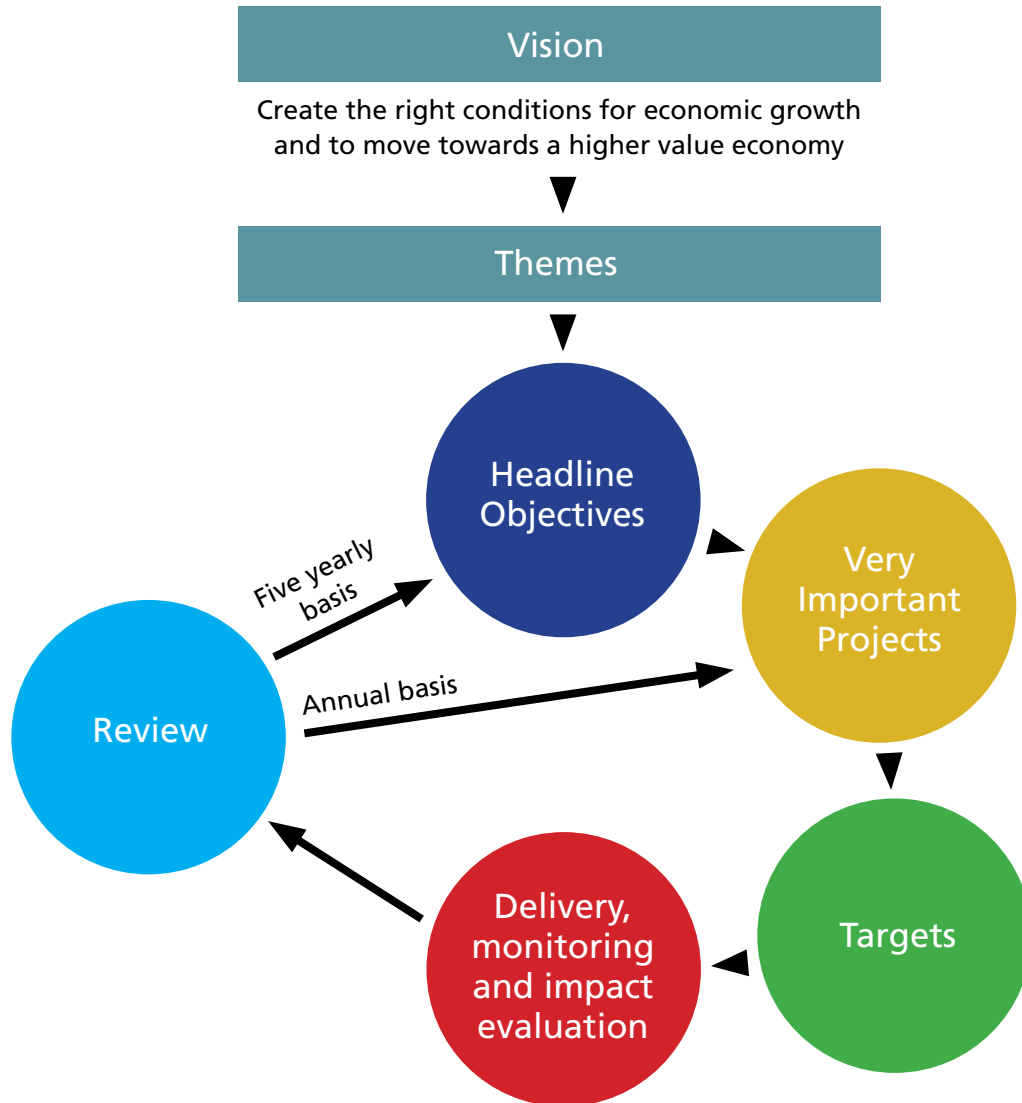 Vision
Create the right conditions for economic growth
and to move towards a higher value economy
Themes
Headline
Objectives
Very
Important
Projects
Five yearly
basis
Annual basis
Review
Targets
Delivery,
monitoring
and impact
evaluation